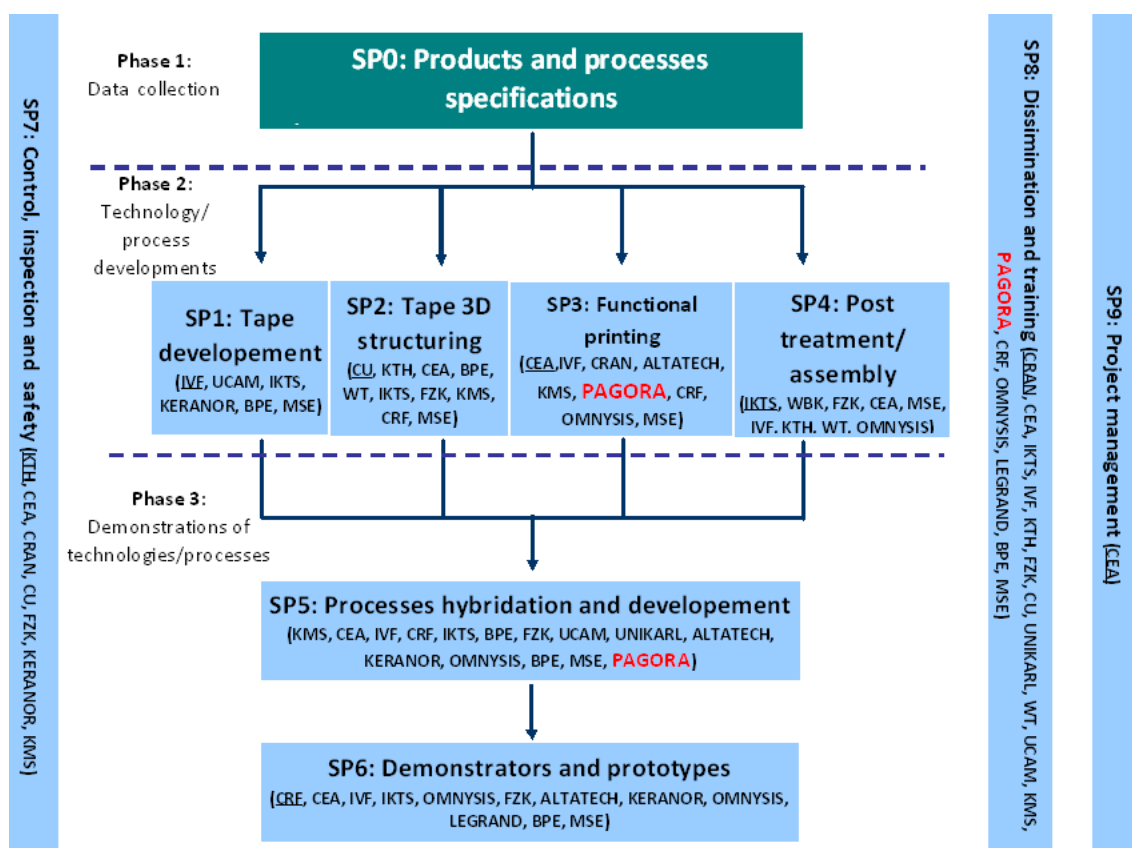 SP7: Control, inspection and safety (KTH, CEA, CRAN, CU, FZK, KERANOR, KMS)
Phase 1:
Data collection
SP0: Products and processes
specifications
Phase 2:
Technology/
process
developments
SP1: Tape
developement
(IVF, UCAM, IKTS,
KERANOR, BPE, MSE)
SP2: Tape 3D
structuring
(CU, KTH, CEA, BPE,
WT, IKTS, FZK, KMS,
CRF, MSE)
SP3: Functional
printing
(CEA,IVF, CRAN, ALTATECH,
KMS, PAGORA, CRF,
OMNYSIS, MSE)
SP4: Post
treatment/
assembly
(IKTS, WBK, FZK, CEA, MSE,
IVF, KTH, WT, OMNYSIS)
Phase 3:
Demonstrations of
technologies/processes
SP5: Processes hybridation and developement
(KMS, CEA, IVF, CRF, IKTS, BPE, FZK, UCAM, UNIKARL, ALTATECH,
KERANOR, OMNYSIS, BPE, MSE, PAGORA)
SP6: Demonstrators and prototypes
(CRF, CEA, IVF, IKTS, OMNYSIS, FZK, ALTATECH, KERANOR, OMNYSIS,
LEGRAND, BPE, MSE)
SP8: Dissimination and training (CRAN, CEA, IKTS, IVF, KTH, FZK, CU, UNIKARL, WT, UCAM, KMS,
PAGORA, CRF, OMNYSIS, LEGRAND, BPE, MSE)
SP9: Project management (CEA)